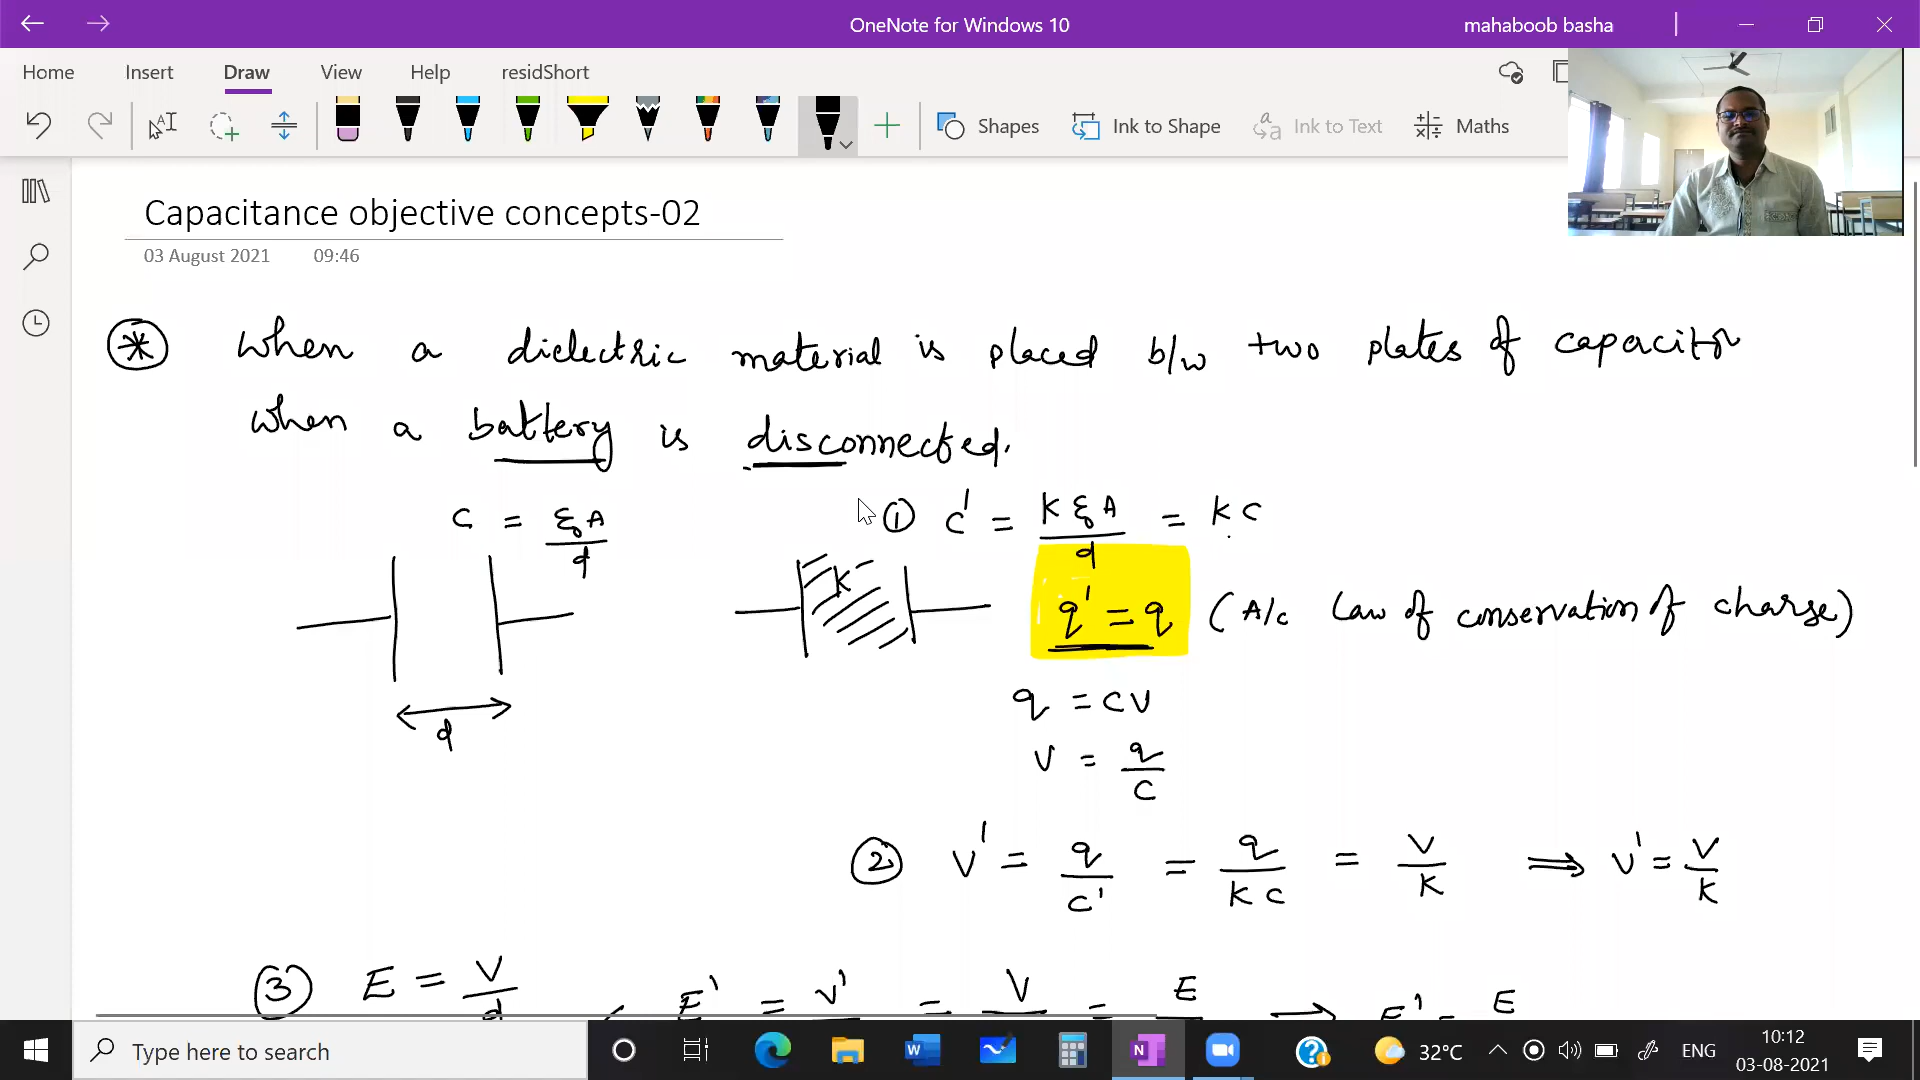 OneNote for Windows 10
mahaboob basha
Home Insert Draw View Help residShort
Shapes Ink to Shape Ink to Text Maths
Capacitance objective concepts-02
03 August 2021 09:46
When a dielectric material is placed b/w two plates of capacitor
when a battery is disconnected.
C = ε₀A/d
① C' = Kε₀A/d = KC
K
q' = q (A/c Law of conservation of charge)
d
q = CV
V = q/C
② V' = q/C' = q/KC = V/K ⟹ V' = V/K
③ E = V/d
E' = V' = V = E → E' = E
Type here to search
32°C
ENG
10:12
03-08-2021